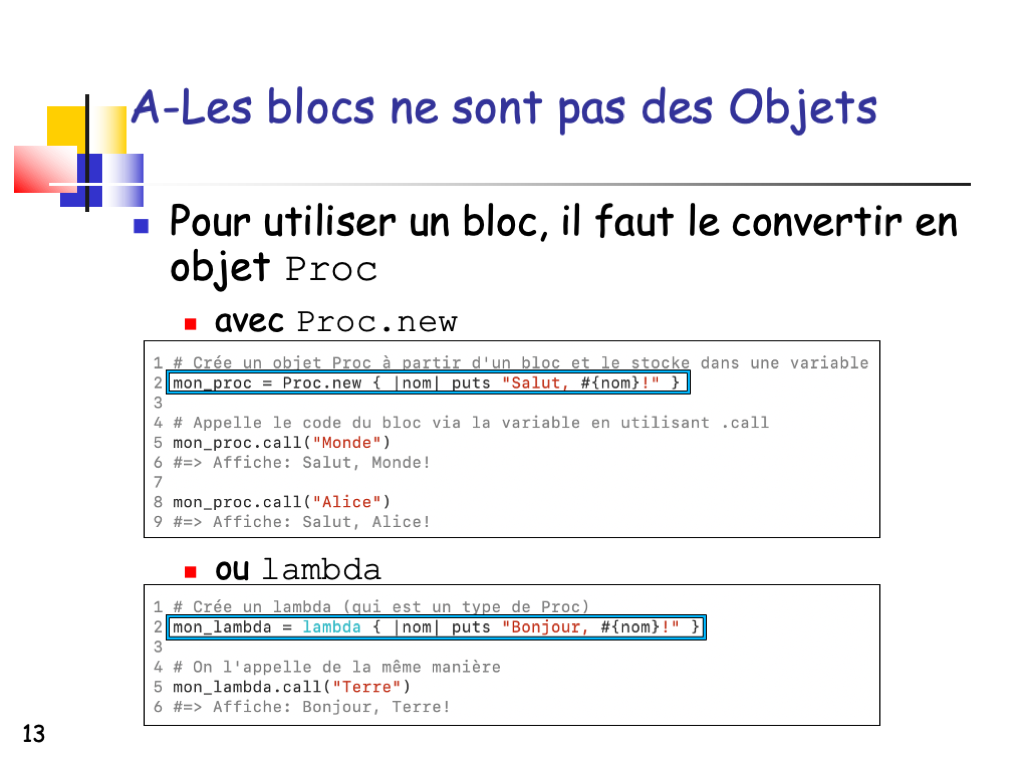 A-Les blocs ne sont pas des Objets
Pour utiliser un bloc, il faut le convertir en
objet Proc
avec Proc.new
1 # Crée un objet Proc à partir d'un bloc et le stocke dans une variable
2 mon_proc = Proc.new { |nom| puts "Salut, #{nom}!" }
3
4 # Appelle le code du bloc via la variable en utilisant .call
5 mon_proc.call("Monde")
6 #=> Affiche: Salut, Monde!
7
8 mon_proc.call("Alice")
9 #=> Affiche: Salut, Alice!
ou lambda
1 # Crée un lambda (qui est un type de Proc)
2 mon_lambda = lambda { |nom| puts "Bonjour, #{nom}!" }
3
4 # On l'appelle de la même manière
5 mon_lambda.call("Terre")
6 #=> Affiche: Bonjour, Terre!
13